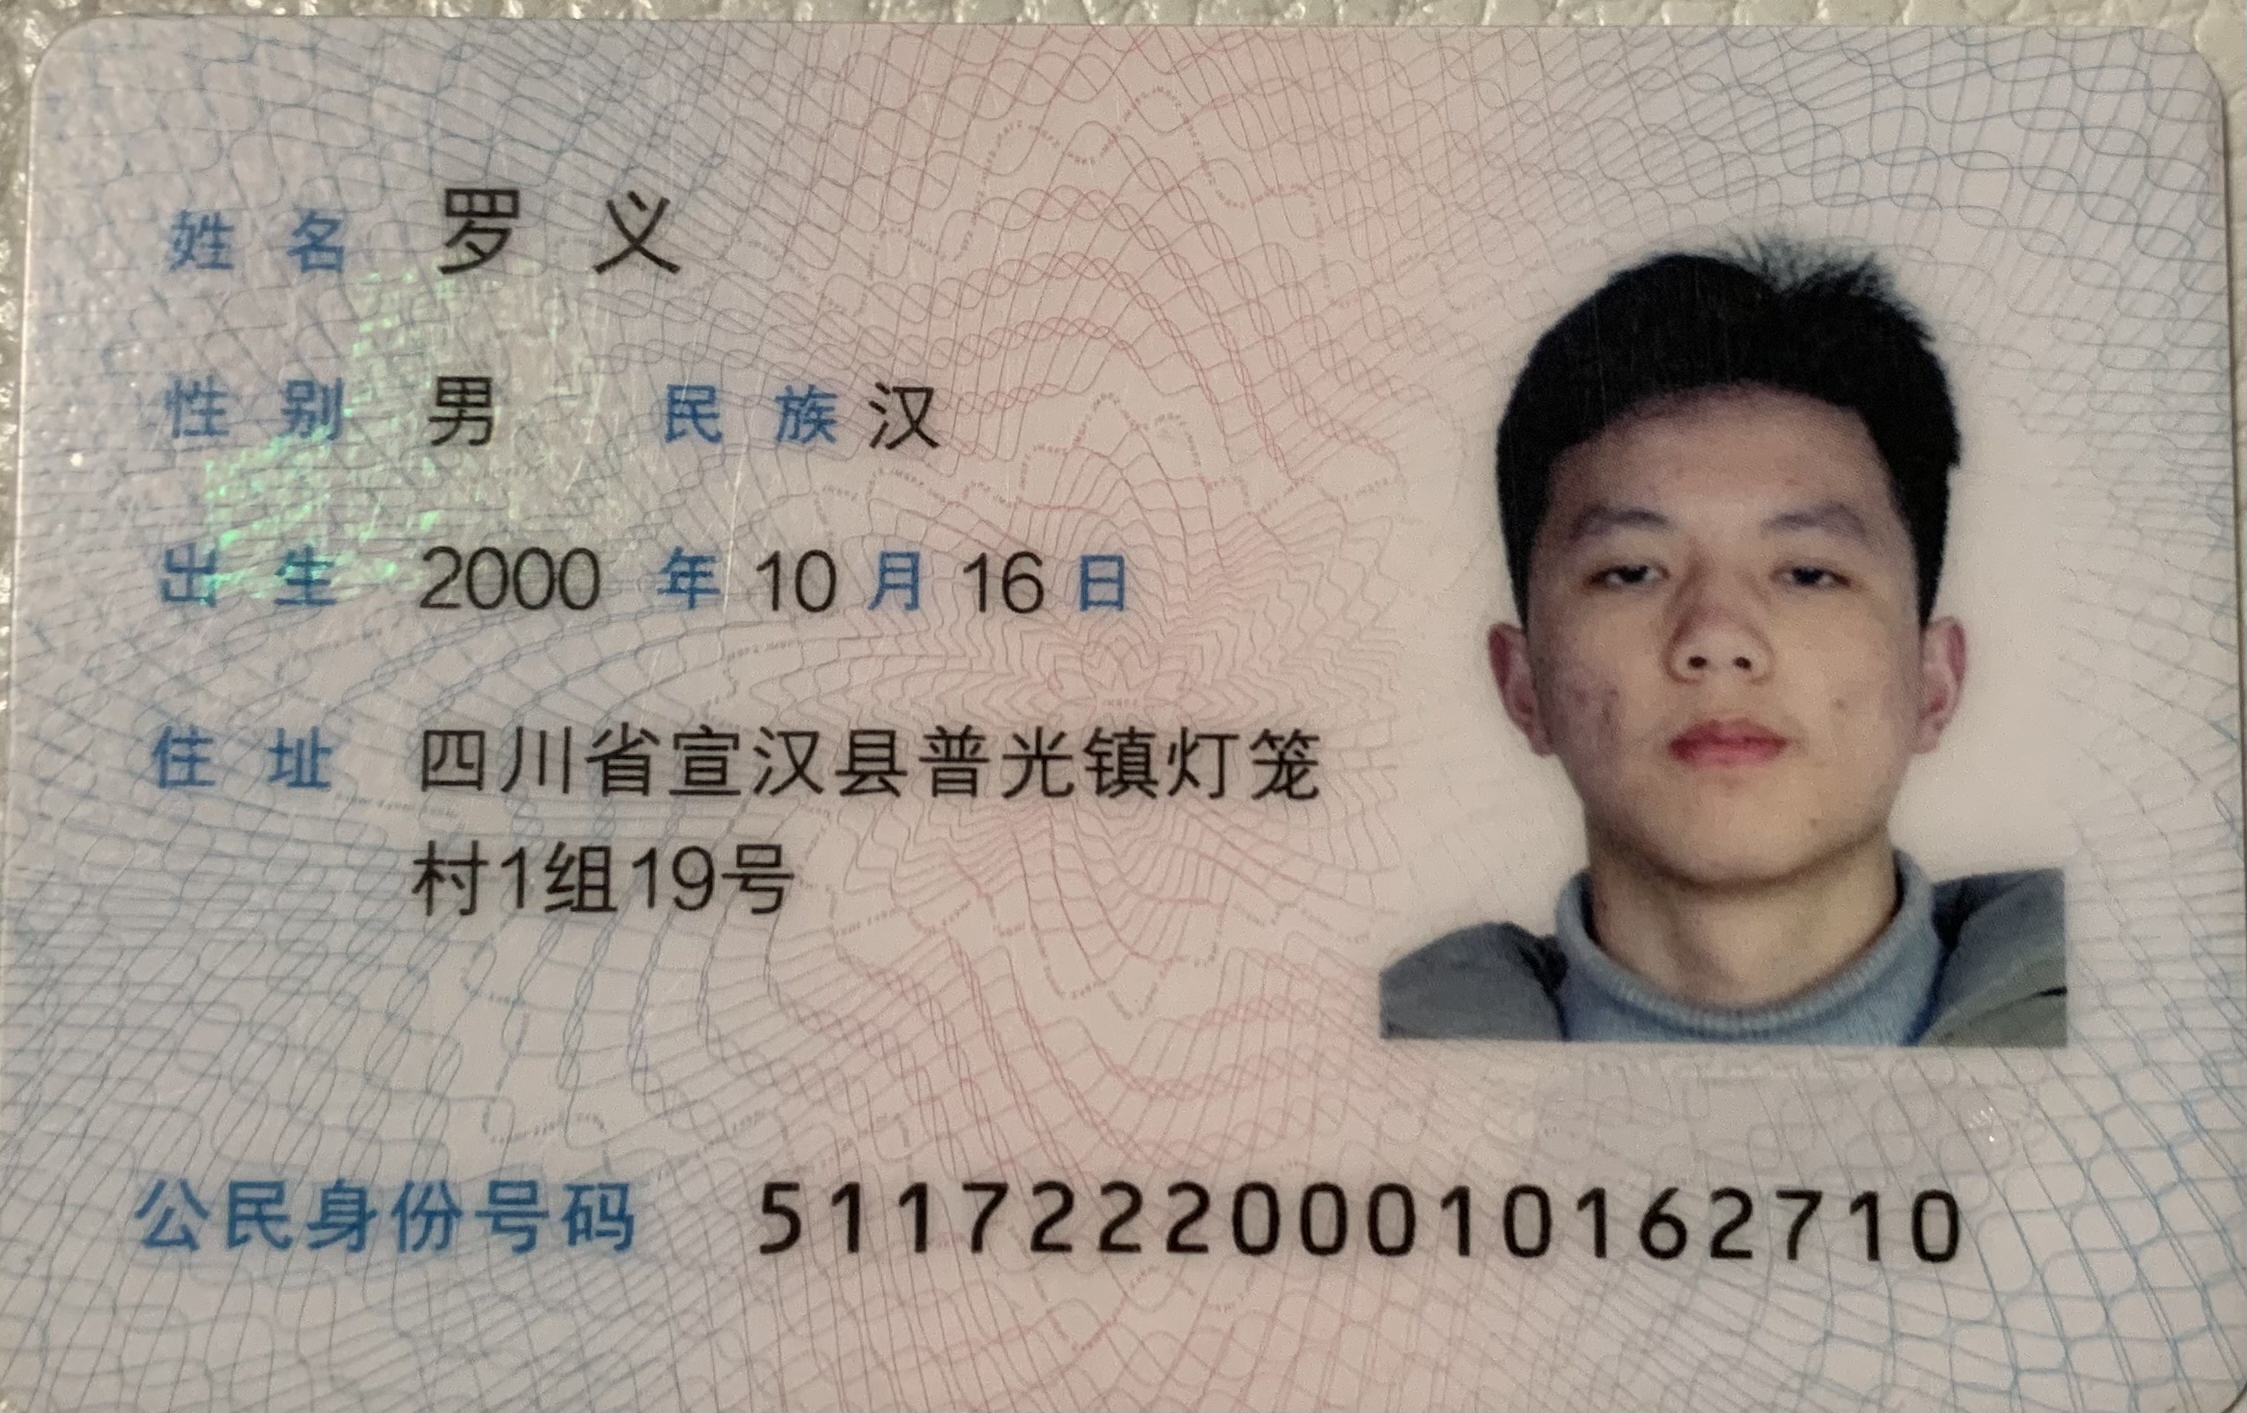 姓名 罗义
性别 男 民族 汉
出生 2000 年 10 月 16 日
住址 四川省宣汉县普光镇灯笼
村1组19号
公民身份号码 511722200010162710